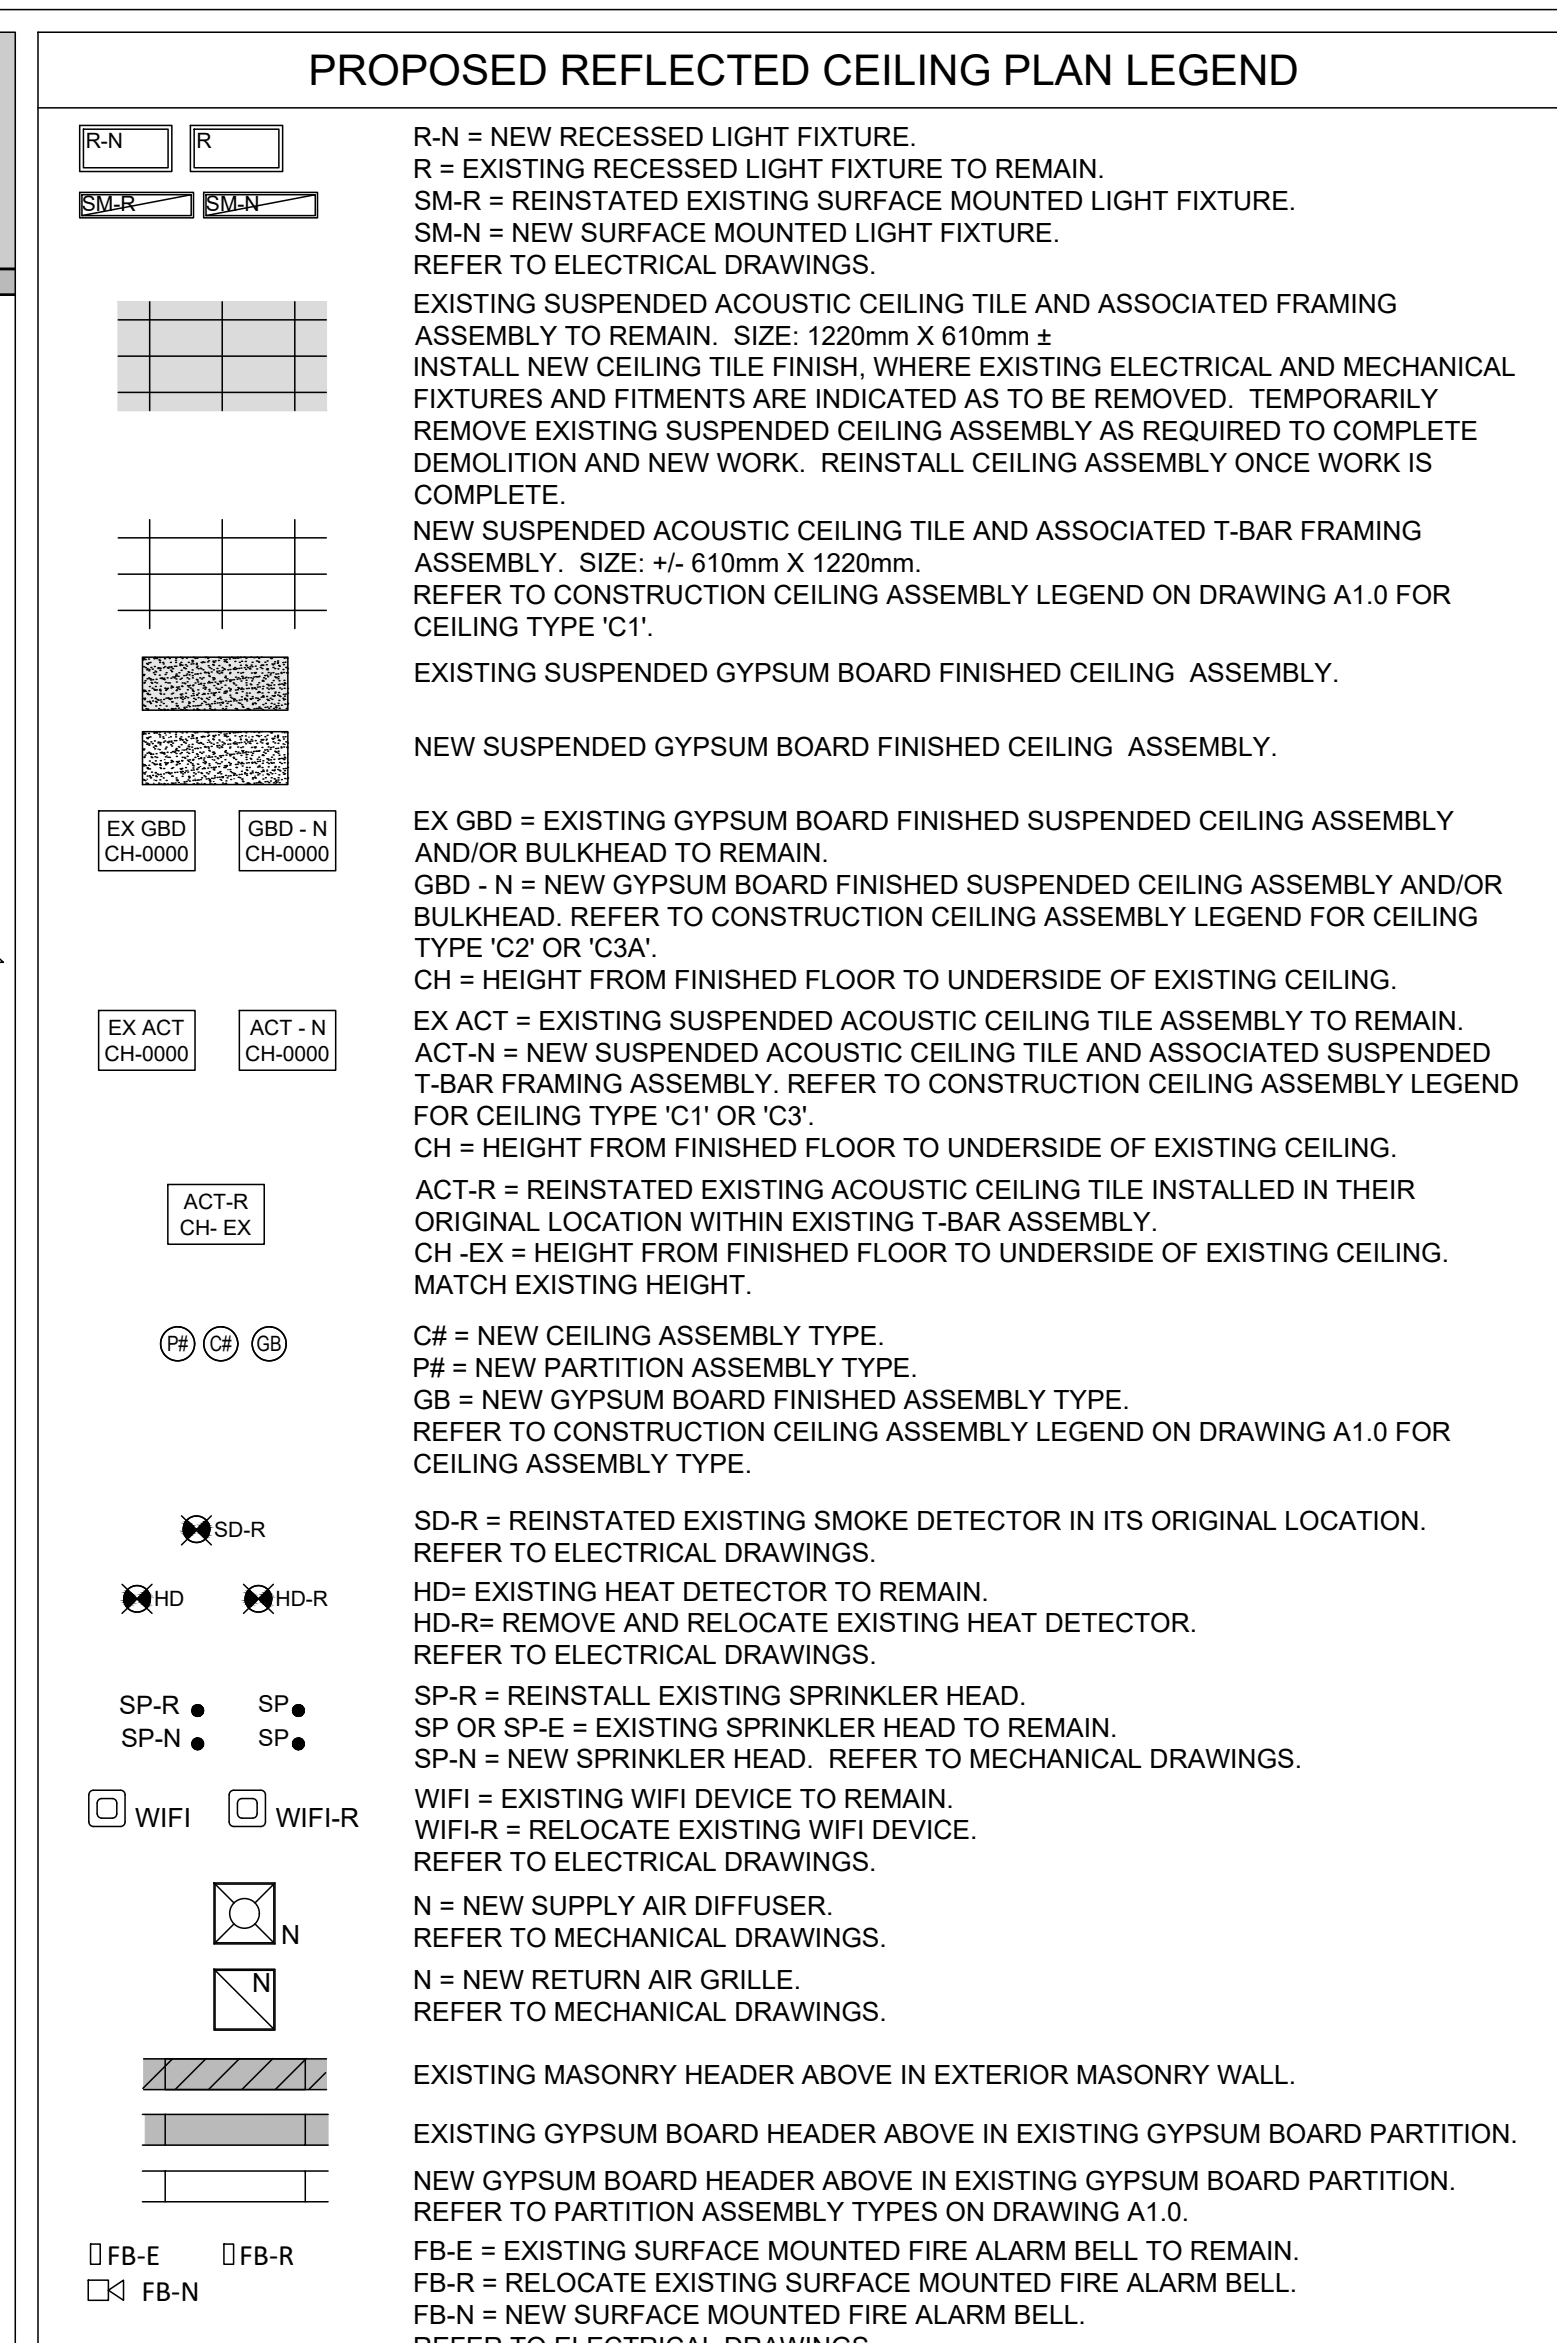 PROPOSED REFLECTED CEILING PLAN LEGEND
R-N R
SM-R SM-N
R-N = NEW RECESSED LIGHT FIXTURE.
R = EXISTING RECESSED LIGHT FIXTURE TO REMAIN.
SM-R = REINSTATED EXISTING SURFACE MOUNTED LIGHT FIXTURE.
SM-N = NEW SURFACE MOUNTED LIGHT FIXTURE.
REFER TO ELECTRICAL DRAWINGS.
EXISTING SUSPENDED ACOUSTIC CEILING TILE AND ASSOCIATED FRAMING
ASSEMBLY TO REMAIN. SIZE: 1220mm X 610mm ±
INSTALL NEW CEILING TILE FINISH, WHERE EXISTING ELECTRICAL AND MECHANICAL
FIXTURES AND FITMENTS ARE INDICATED AS TO BE REMOVED. TEMPORARILY
REMOVE EXISTING SUSPENDED CEILING ASSEMBLY AS REQUIRED TO COMPLETE
DEMOLITION AND NEW WORK. REINSTALL CEILING ASSEMBLY ONCE WORK IS
COMPLETE.
NEW SUSPENDED ACOUSTIC CEILING TILE AND ASSOCIATED T-BAR FRAMING
ASSEMBLY. SIZE: +/- 610mm X 1220mm.
REFER TO CONSTRUCTION CEILING ASSEMBLY LEGEND ON DRAWING A1.0 FOR
CEILING TYPE 'C1'.
EXISTING SUSPENDED GYPSUM BOARD FINISHED CEILING ASSEMBLY.
NEW SUSPENDED GYPSUM BOARD FINISHED CEILING ASSEMBLY.
EX GBD GBD - N
CH-0000 CH-0000
EX GBD = EXISTING GYPSUM BOARD FINISHED SUSPENDED CEILING ASSEMBLY
AND/OR BULKHEAD TO REMAIN.
GBD - N = NEW GYPSUM BOARD FINISHED SUSPENDED CEILING ASSEMBLY AND/OR
BULKHEAD. REFER TO CONSTRUCTION CEILING ASSEMBLY LEGEND FOR CEILING
TYPE 'C2' OR 'C3A'.
CH = HEIGHT FROM FINISHED FLOOR TO UNDERSIDE OF EXISTING CEILING.
EX ACT ACT - N
CH-0000 CH-0000
EX ACT = EXISTING SUSPENDED ACOUSTIC CEILING TILE ASSEMBLY TO REMAIN.
ACT-N = NEW SUSPENDED ACOUSTIC CEILING TILE AND ASSOCIATED SUSPENDED
T-BAR FRAMING ASSEMBLY. REFER TO CONSTRUCTION CEILING ASSEMBLY LEGEND
FOR CEILING TYPE 'C1' OR 'C3'.
CH = HEIGHT FROM FINISHED FLOOR TO UNDERSIDE OF EXISTING CEILING.
ACT-R
CH- EX
ACT-R = REINSTATED EXISTING ACOUSTIC CEILING TILE INSTALLED IN THEIR
ORIGINAL LOCATION WITHIN EXISTING T-BAR ASSEMBLY.
CH -EX = HEIGHT FROM FINISHED FLOOR TO UNDERSIDE OF EXISTING CEILING.
MATCH EXISTING HEIGHT.
P# C# GB
C# = NEW CEILING ASSEMBLY TYPE.
P# = NEW PARTITION ASSEMBLY TYPE.
GB = NEW GYPSUM BOARD FINISHED ASSEMBLY TYPE.
REFER TO CONSTRUCTION CEILING ASSEMBLY LEGEND ON DRAWING A1.0 FOR
CEILING ASSEMBLY TYPE.
SD-R
SD-R = REINSTATED EXISTING SMOKE DETECTOR IN ITS ORIGINAL LOCATION.
REFER TO ELECTRICAL DRAWINGS.
HD HD-R
HD= EXISTING HEAT DETECTOR TO REMAIN.
HD-R= REMOVE AND RELOCATE EXISTING HEAT DETECTOR.
REFER TO ELECTRICAL DRAWINGS.
SP-R SP
SP-N SP
SP-R = REINSTALL EXISTING SPRINKLER HEAD.
SP OR SP-E = EXISTING SPRINKLER HEAD TO REMAIN.
SP-N = NEW SPRINKLER HEAD. REFER TO MECHANICAL DRAWINGS.
WIFI WIFI-R
WIFI = EXISTING WIFI DEVICE TO REMAIN.
WIFI-R = RELOCATE EXISTING WIFI DEVICE.
REFER TO ELECTRICAL DRAWINGS.
N
N = NEW SUPPLY AIR DIFFUSER.
REFER TO MECHANICAL DRAWINGS.
N
N = NEW RETURN AIR GRILLE.
REFER TO MECHANICAL DRAWINGS.
EXISTING MASONRY HEADER ABOVE IN EXTERIOR MASONRY WALL.
EXISTING GYPSUM BOARD HEADER ABOVE IN EXISTING GYPSUM BOARD PARTITION.
NEW GYPSUM BOARD HEADER ABOVE IN EXISTING GYPSUM BOARD PARTITION.
REFER TO PARTITION ASSEMBLY TYPES ON DRAWING A1.0.
FB-E FB-R
FB-N
FB-E = EXISTING SURFACE MOUNTED FIRE ALARM BELL TO REMAIN.
FB-R = RELOCATE EXISTING SURFACE MOUNTED FIRE ALARM BELL.
FB-N = NEW SURFACE MOUNTED FIRE ALARM BELL.
REFER TO ELECTRICAL DRAWINGS.